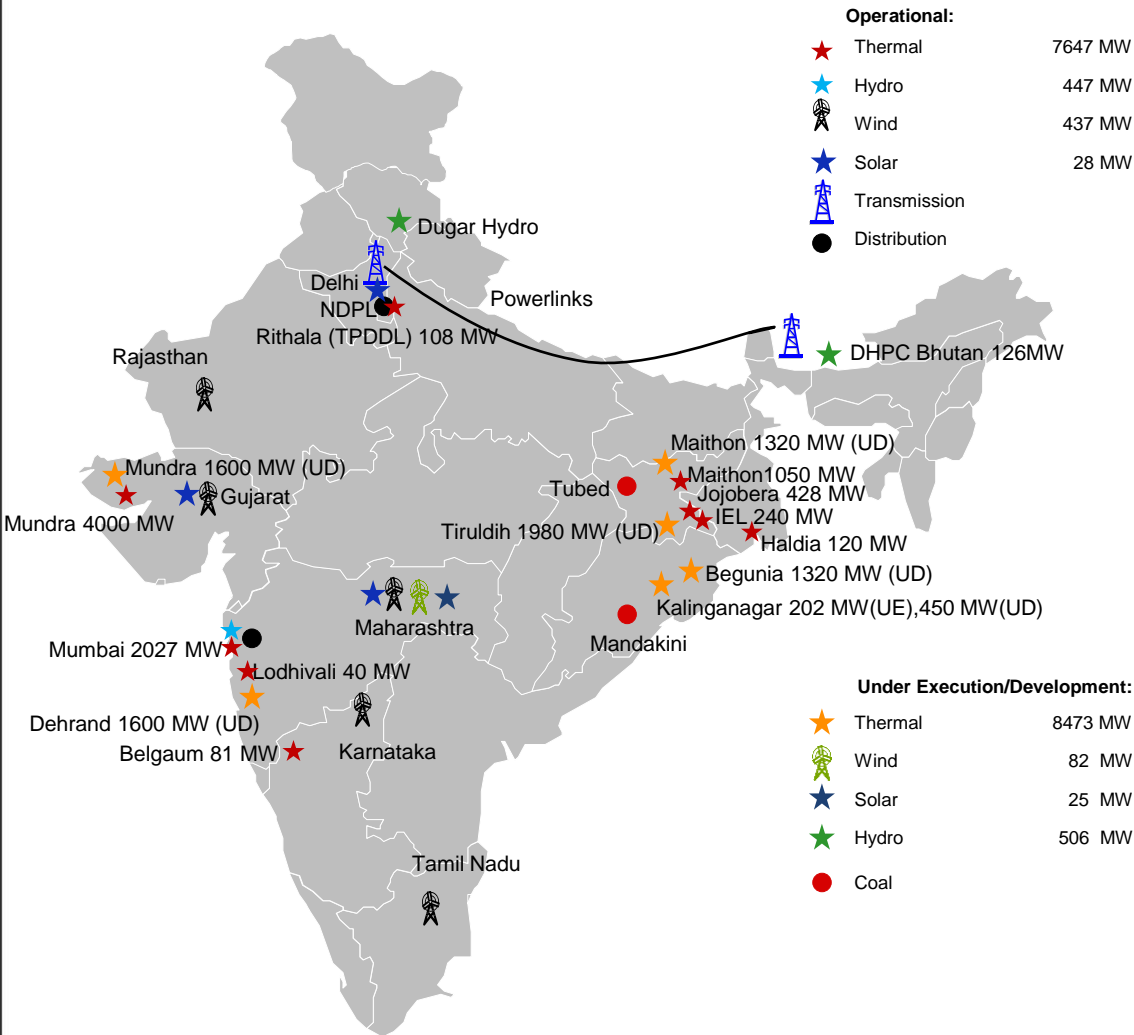 Operational:
Thermal 7647 MW
Hydro 447 MW
Wind 437 MW
Solar 28 MW
Transmission
Distribution
Dugar Hydro
Delhi
NDPL
Powerlinks
Rithala (TPDDL) 108 MW
Rajasthan
DHPC Bhutan 126MW
Maithon 1320 MW (UD)
Mundra 1600 MW (UD)
Maithon1050 MW
Tubed
Jojobera 428 MW
Gujarat
IEL 240 MW
Mundra 4000 MW
Tiruldih 1980 MW (UD)
Haldia 120 MW
Begunia 1320 MW (UD)
Kalinganagar 202 MW(UE),450 MW(UD)
Maharashtra
Mandakini
Mumbai 2027 MW
Lodhivali 40 MW
Dehrand 1600 MW (UD)
Belgaum 81 MW
Karnataka
Under Execution/Development:
Thermal 8473 MW
Wind 82 MW
Solar 25 MW
Hydro 506 MW
Coal
Tamil Nadu